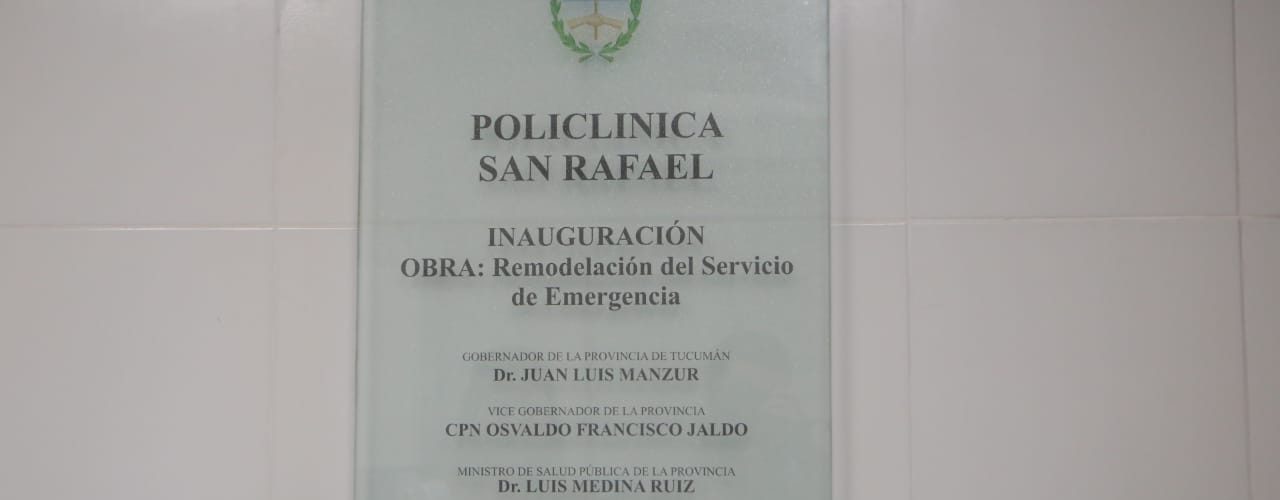 POLICLINICA
SAN RAFAEL
INAUGURACIÓN
OBRA: Remodelación del Servicio
de Emergencia
GOBERNADOR DE LA PROVINCIA DE TUCUMÁN
Dr. JUAN LUIS MANZUR
VICE GOBERNADOR DE LA PROVINCIA
CPN OSVALDO FRANCISCO JALDO
MINISTRO DE SALUD PÚBLICA DE LA PROVINCIA
Dr. LUIS MEDINA RUIZ